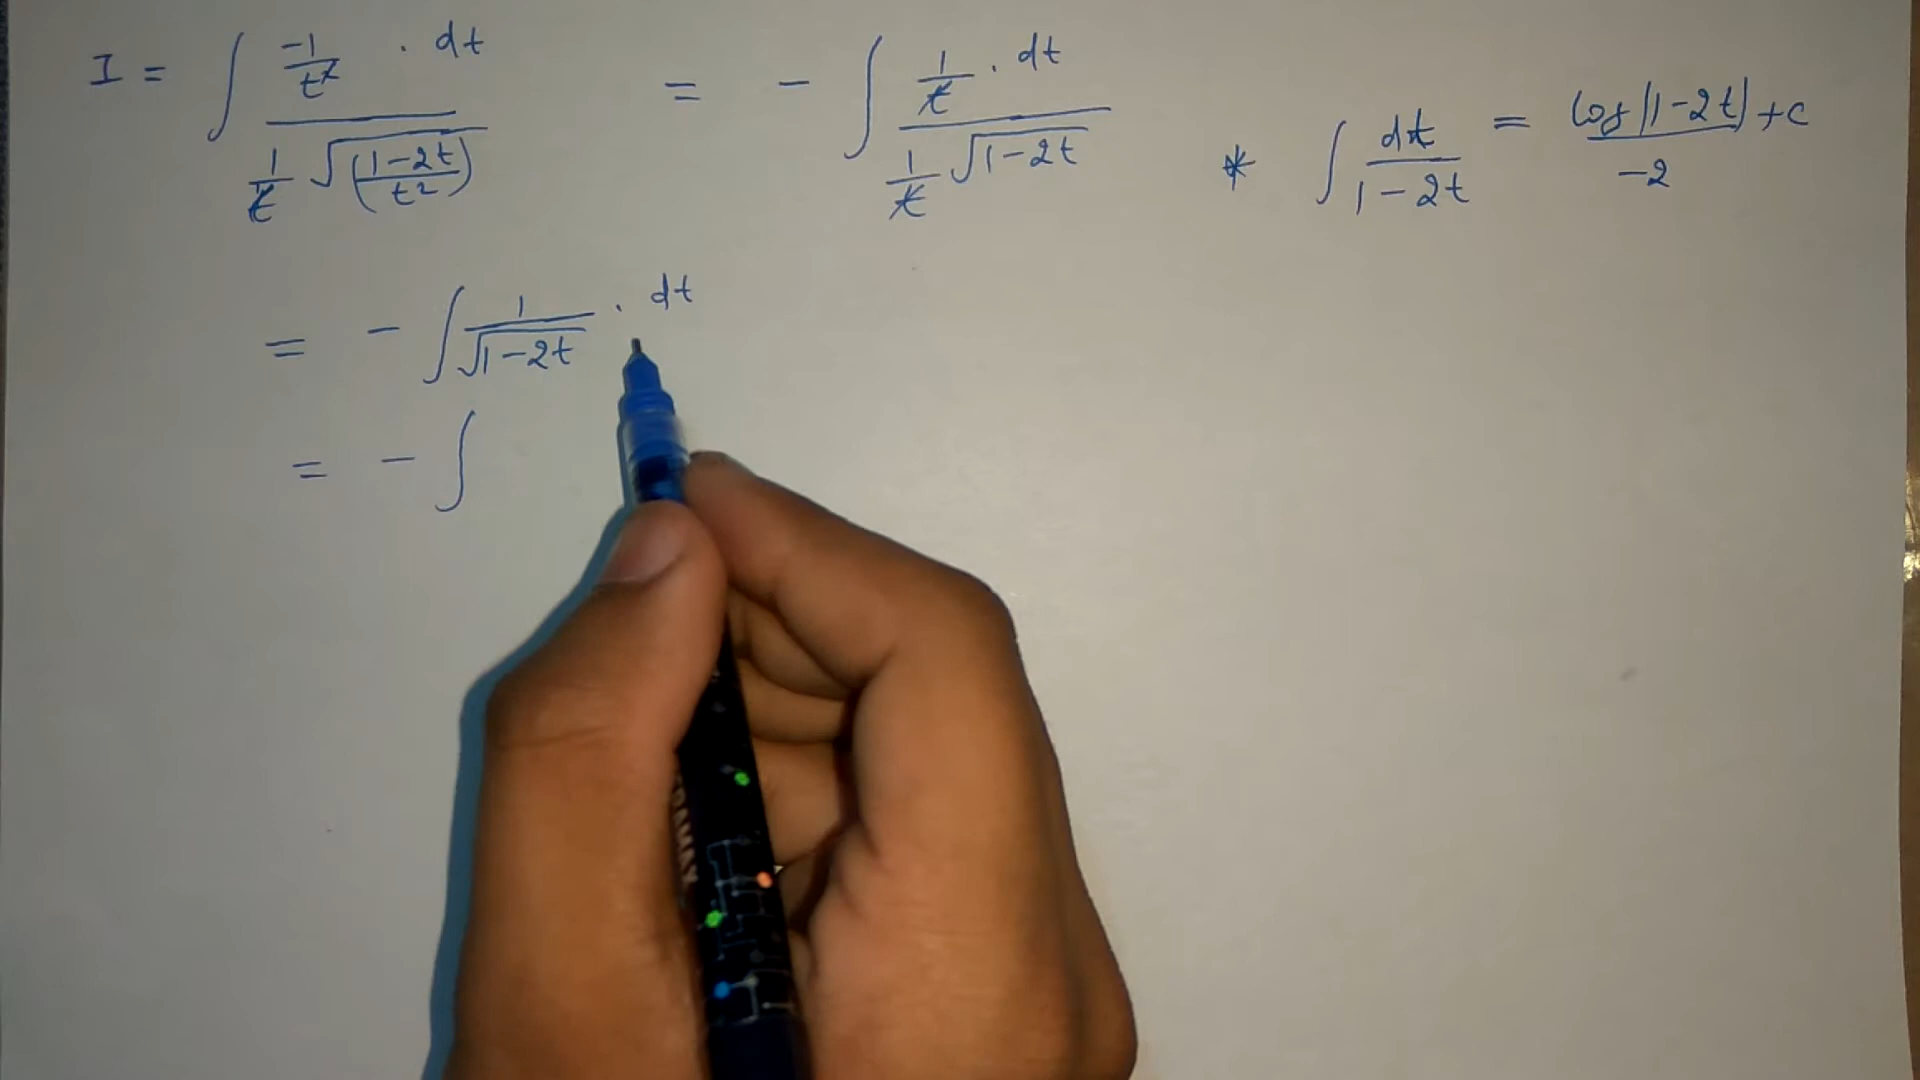 I = ∫ (-1/t²) · dt / ((1/t) √((1-2t)/t²)) = - ∫ (1/t) · dt / ((1/t) √(1-2t)) * ∫ dt/(1-2t) = log|1-2t|/(-2) + c
= - ∫ 1/√(1-2t) · dt
= - ∫